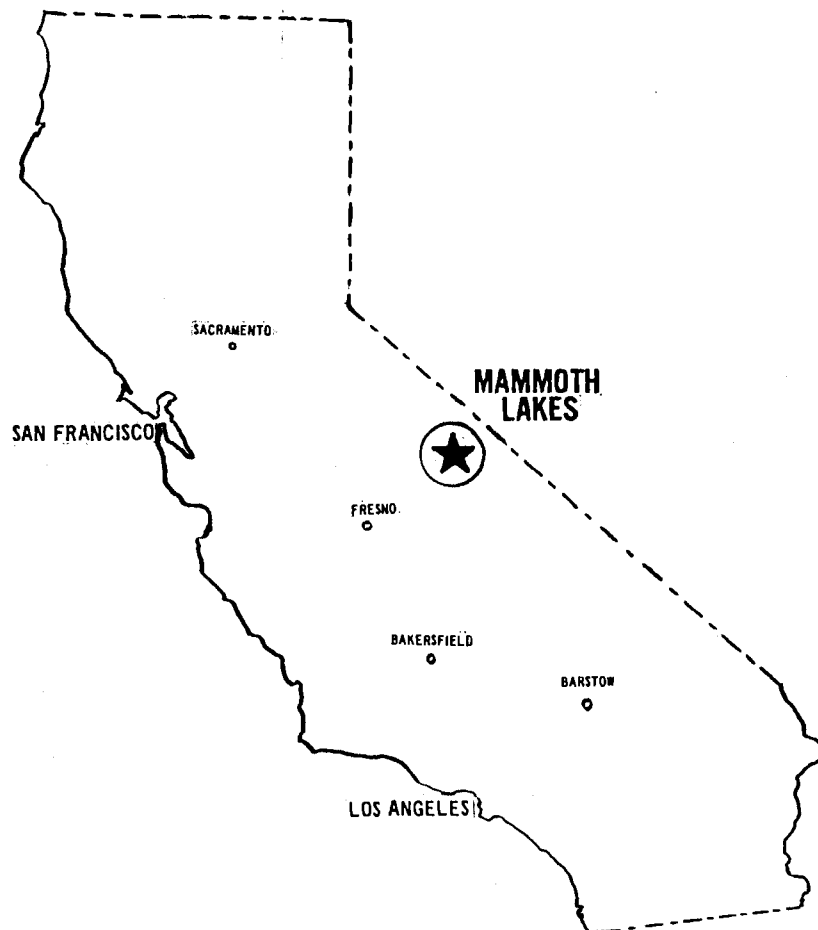 SACRAMENTO
MAMMOTH
LAKES
SAN FRANCISCO
FRESNO
BAKERSFIELD
BARSTOW
LOS ANGELES